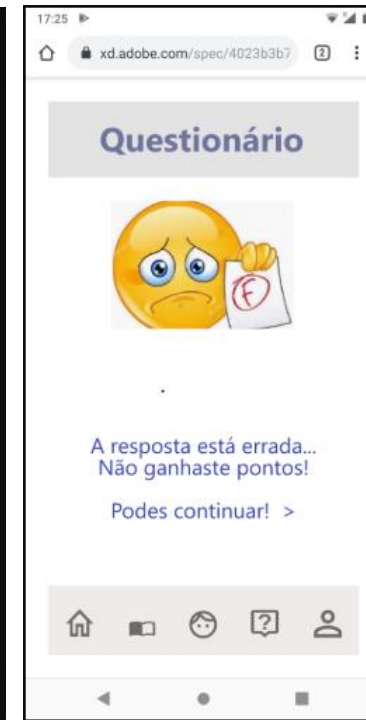 17:25
xd.adobe.com/spec/4023b3b7
2
Questionário
F
A resposta está errada...
Não ganhaste pontos!
Podes continuar! >
?